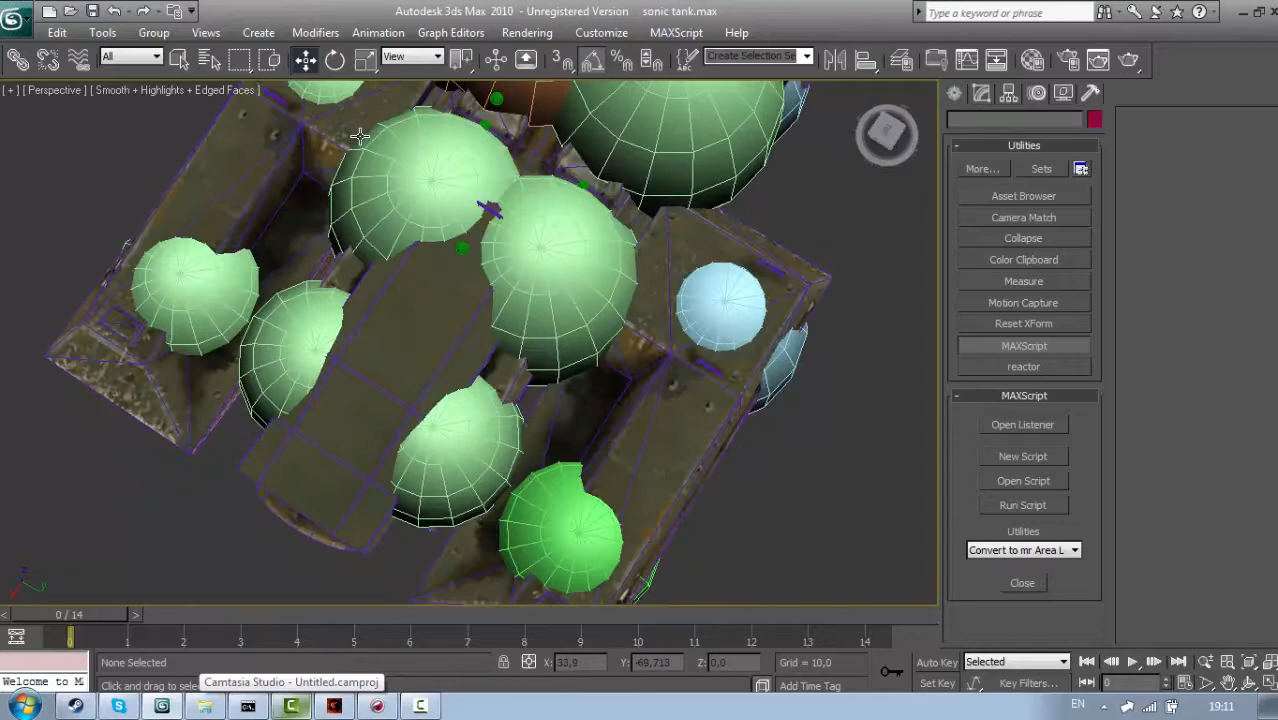 Autodesk 3ds Max 2010 - Unregistered Version sonic tank.max
Type a keyword or phrase
Edit Tools Group Views Create Modifiers Animation Graph Editors Rendering Customize MAXScript Help
All View 3 Create Selection Se
[ + ] [ Perspective ] [ Smooth + Highlights + Edged Faces ]
Utilities
More... Sets
Asset Browser
Camera Match
Collapse
Color Clipboard
Measure
Motion Capture
Reset XForm
MAXScript
reactor
MAXScript
Open Listener
New Script
Open Script
Run Script
Utilities
Convert to mr Area L
Close
z y
< 0 / 14 >
0 1 2 3 4 5 6 7 8 9 10 11 12 13 14
None Selected X: 33,9 Y: -69,713 Z: 0,0 Grid = 10,0 Auto Key Selected
Welcome to M Click and drag to sele Camtasia Studio - Untitled.camproj Add Time Tag Set Key Key Filters... 0
EN 19:11